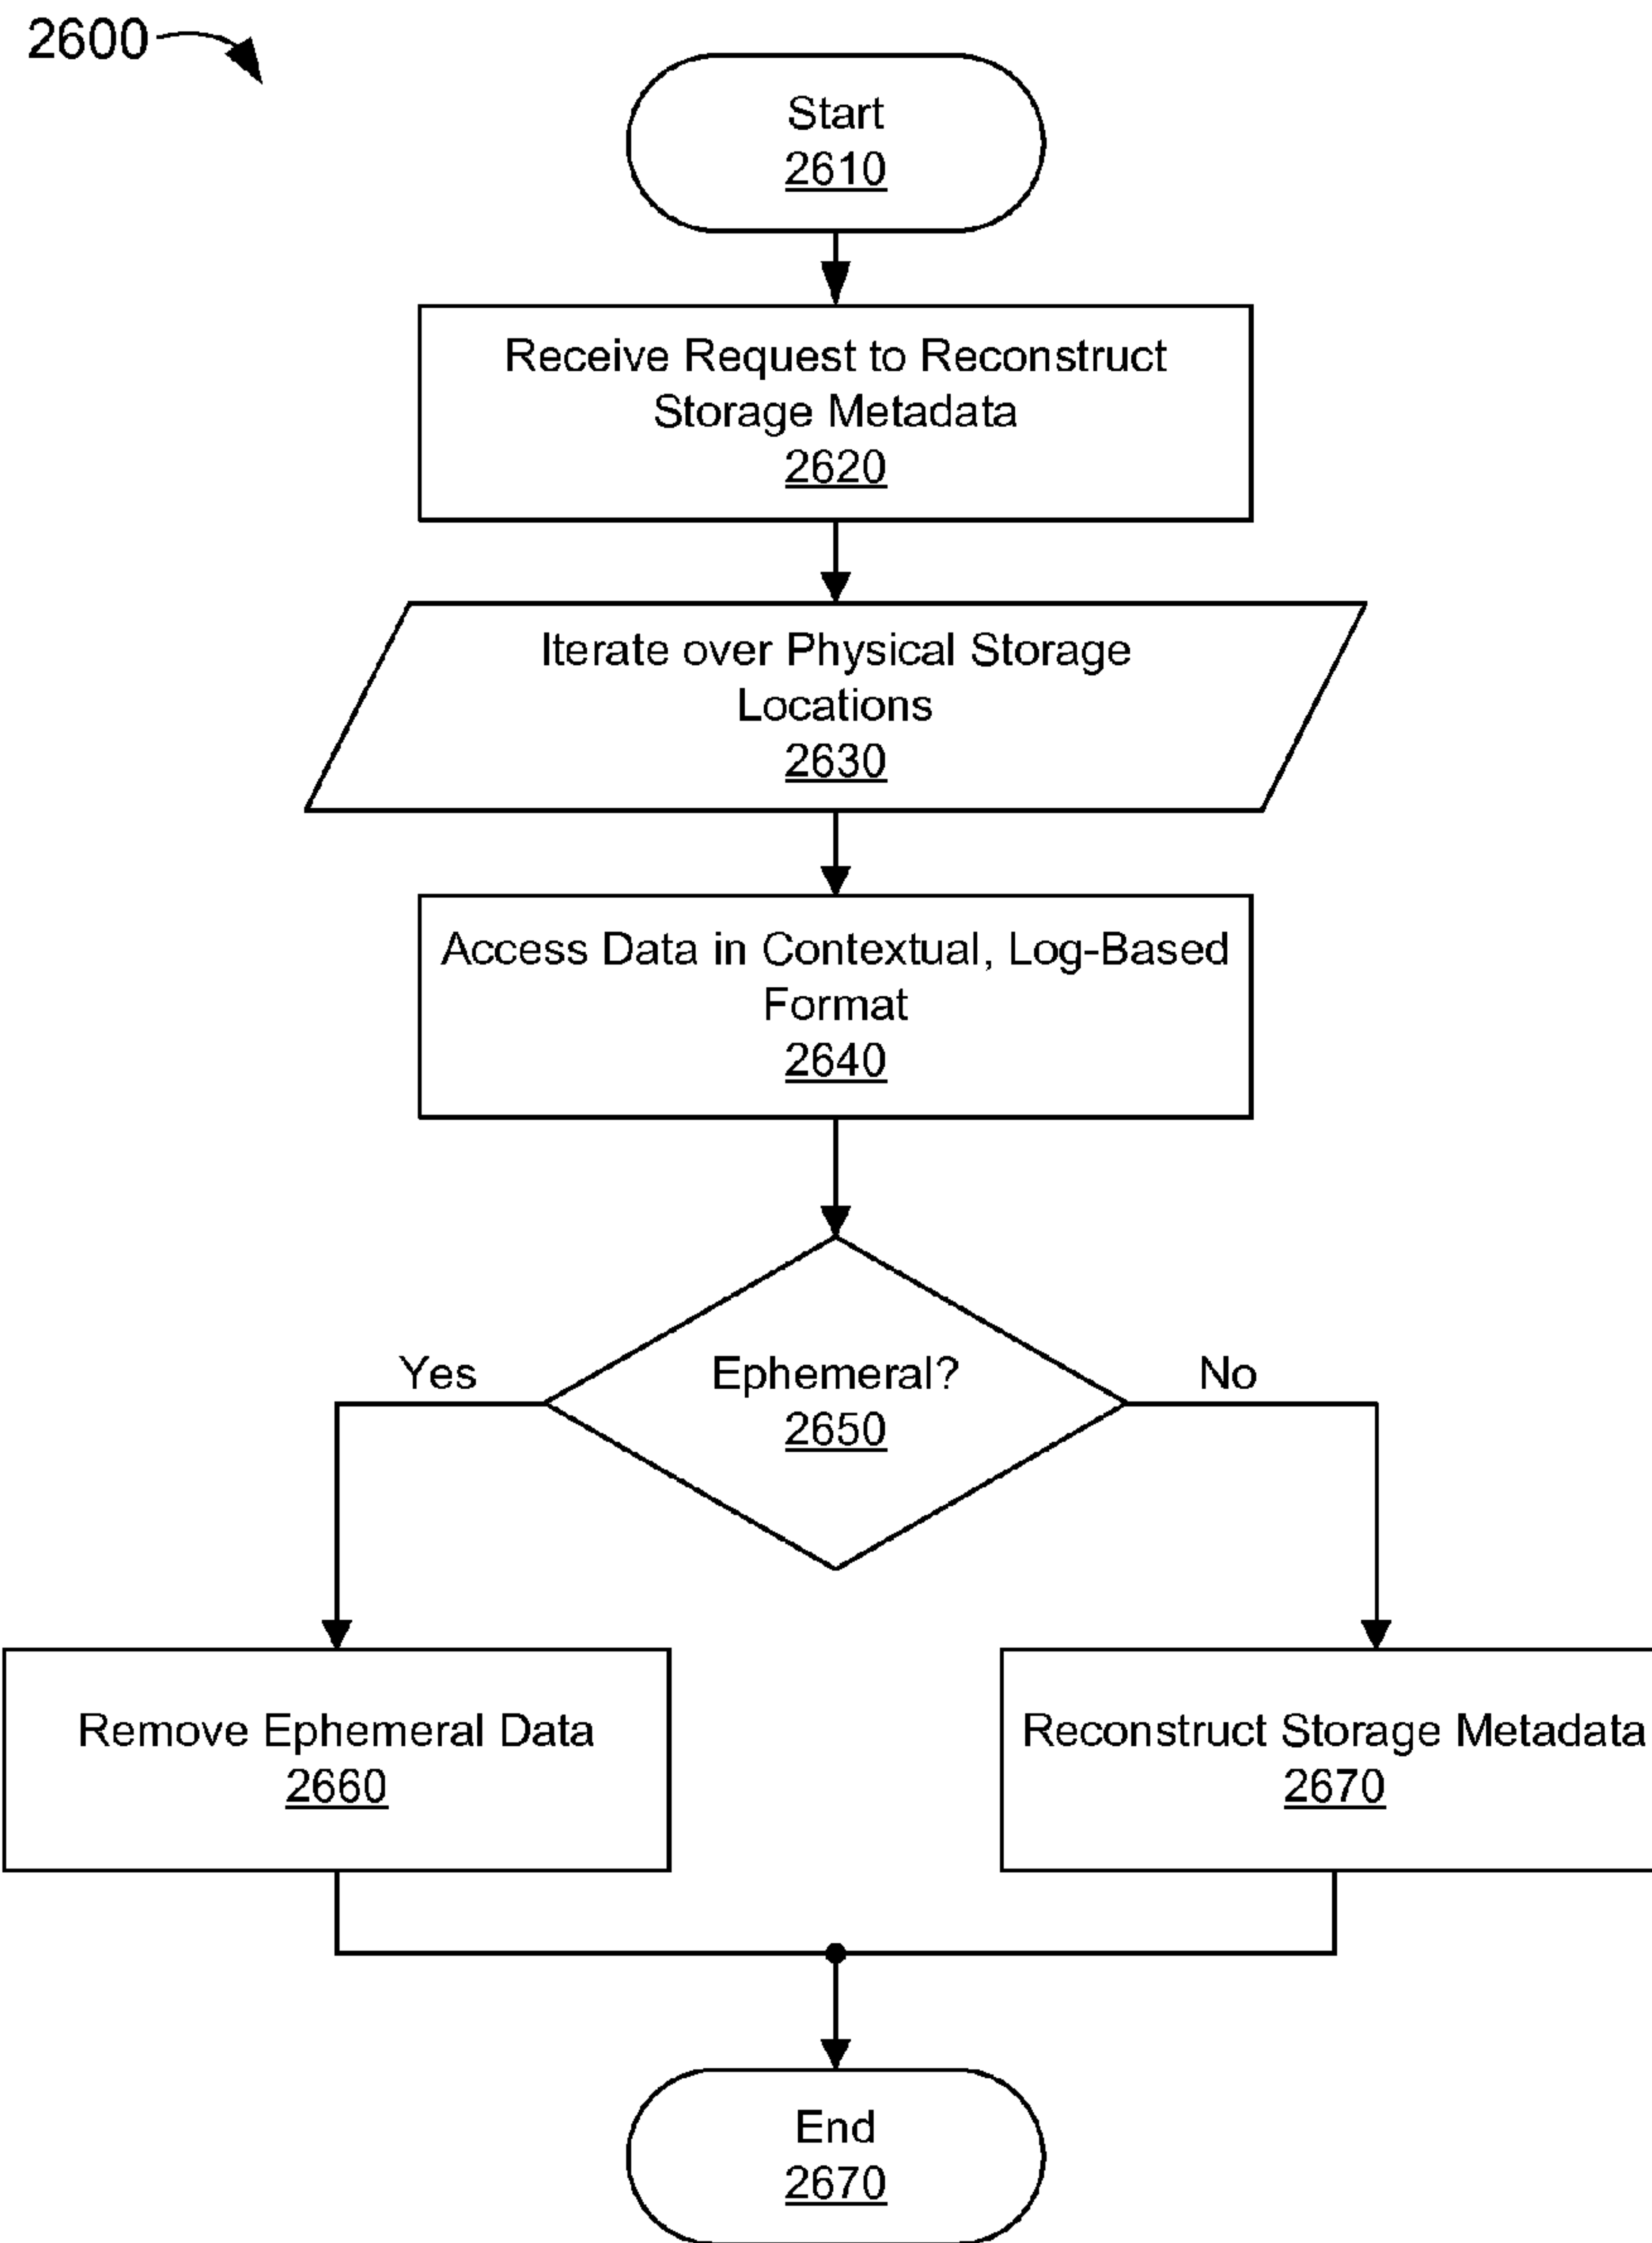 2600
Start
2610
Receive Request to Reconstruct
Storage Metadata
2620
Iterate over Physical Storage
Locations
2630
Access Data in Contextual, Log-Based
Format
2640
Ephemeral?
2650
Yes
No
Remove Ephemeral Data
2660
Reconstruct Storage Metadata
2670
End
2670